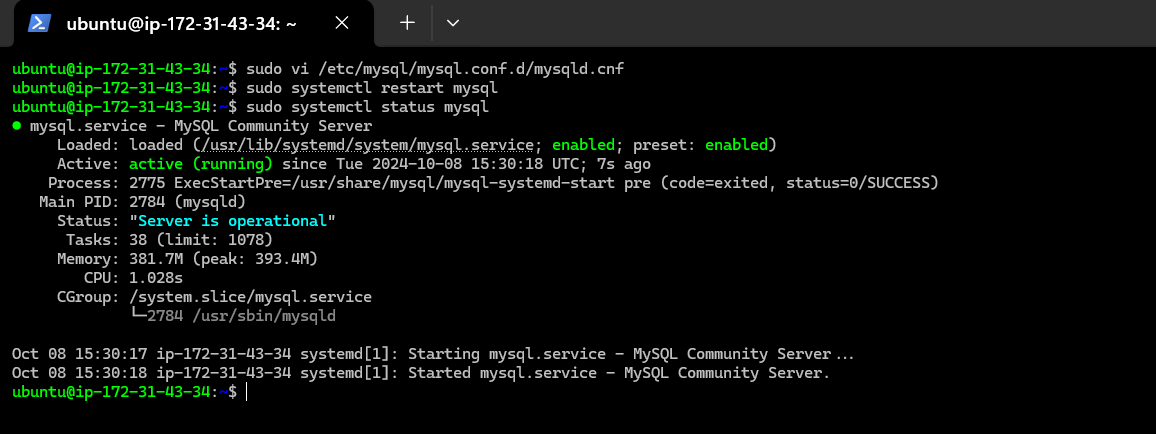 ubuntu@ip-172-31-43-34: ~
ubuntu@ip-172-31-43-34:~$ sudo vi /etc/mysql/mysql.conf.d/mysqld.cnf
ubuntu@ip-172-31-43-34:~$ sudo systemctl restart mysql
ubuntu@ip-172-31-43-34:~$ sudo systemctl status mysql
● mysql.service - MySQL Community Server
     Loaded: loaded (/usr/lib/systemd/system/mysql.service; enabled; preset: enabled)
     Active: active (running) since Tue 2024-10-08 15:30:18 UTC; 7s ago
    Process: 2775 ExecStartPre=/usr/share/mysql/mysql-systemd-start pre (code=exited, status=0/SUCCESS)
   Main PID: 2784 (mysqld)
     Status: "Server is operational"
      Tasks: 38 (limit: 1078)
     Memory: 381.7M (peak: 393.4M)
        CPU: 1.028s
     CGroup: /system.slice/mysql.service
             └─2784 /usr/sbin/mysqld
Oct 08 15:30:17 ip-172-31-43-34 systemd[1]: Starting mysql.service - MySQL Community Server...
Oct 08 15:30:18 ip-172-31-43-34 systemd[1]: Started mysql.service - MySQL Community Server.
ubuntu@ip-172-31-43-34:~$